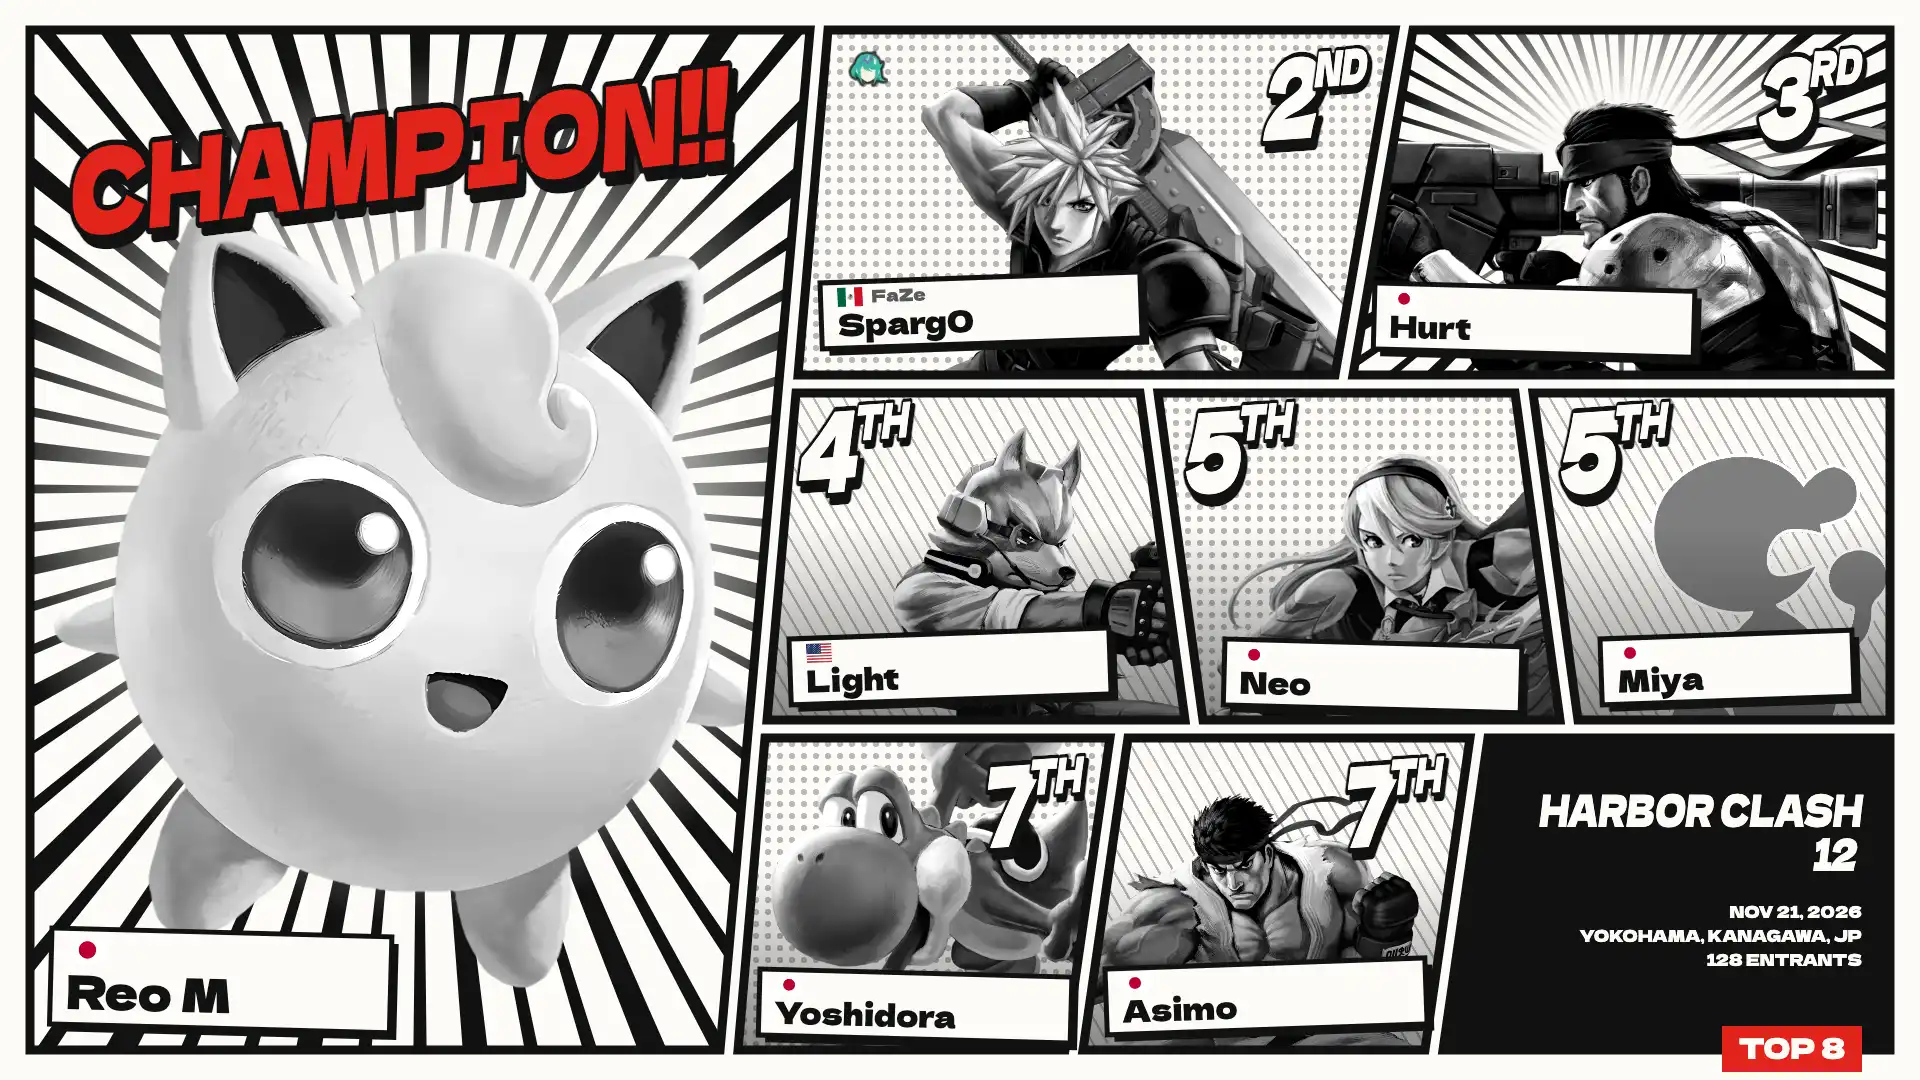 CHAMPION!!
Reo M
2ND
FaZe
Sparg0
3RD
Hurt
4TH
Light
5TH
Neo
5TH
Miya
7TH
Yoshidora
7TH
Asimo
HARBOR CLASH
12
NOV 21, 2026
YOKOHAMA, KANAGAWA, JP
128 ENTRANTS
TOP 8